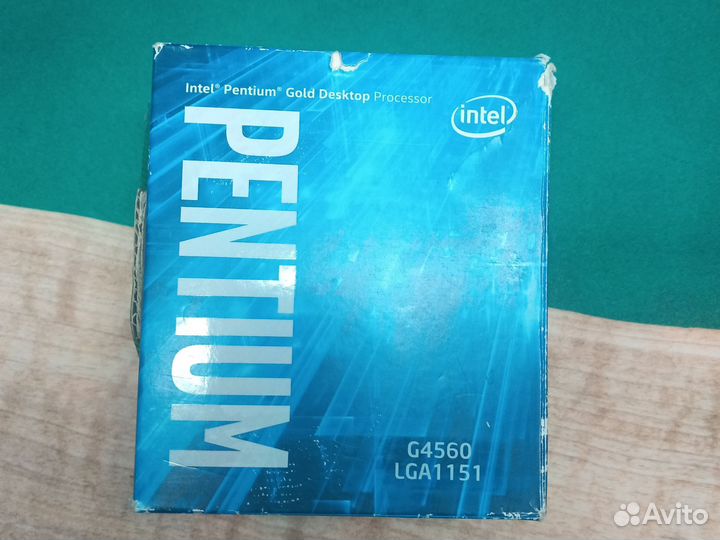 Intel® Pentium® Gold Desktop Processor
intel
PENTIUM
G4560
LGA1151
Avito